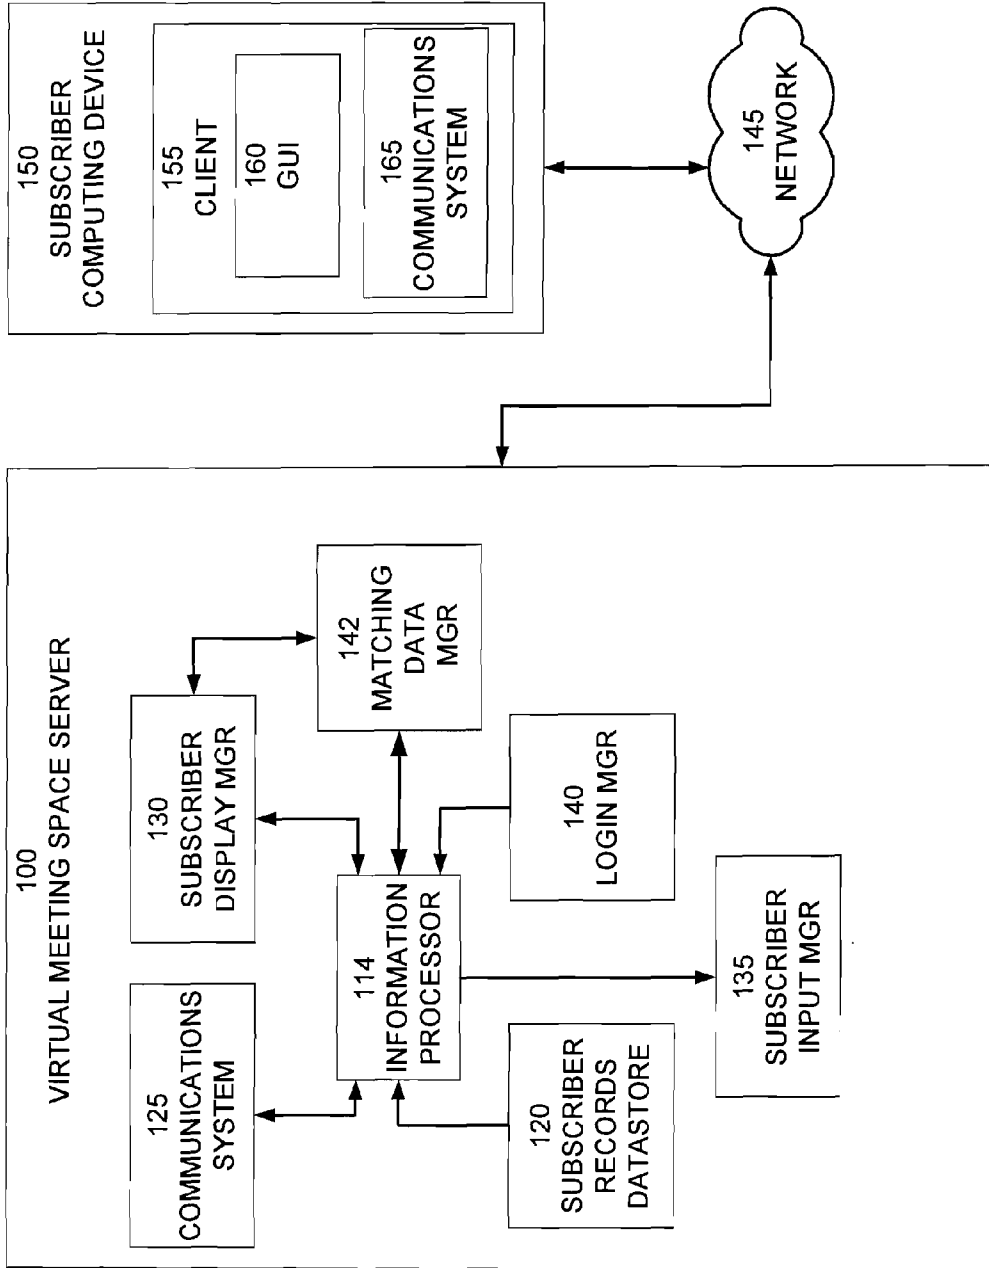 100
VIRTUAL MEETING SPACE SERVER
125
COMMUNICATIONS
SYSTEM
130
SUBSCRIBER
DISPLAY MGR
114
INFORMATION
PROCESSOR
142
MATCHING
DATA
MGR
120
SUBSCRIBER
RECORDS
DATASTORE
140
LOGIN MGR
135
SUBSCRIBER
INPUT MGR
150
SUBSCRIBER
COMPUTING DEVICE
155
CLIENT
160
GUI
165
COMMUNICATIONS
SYSTEM
145
NETWORK